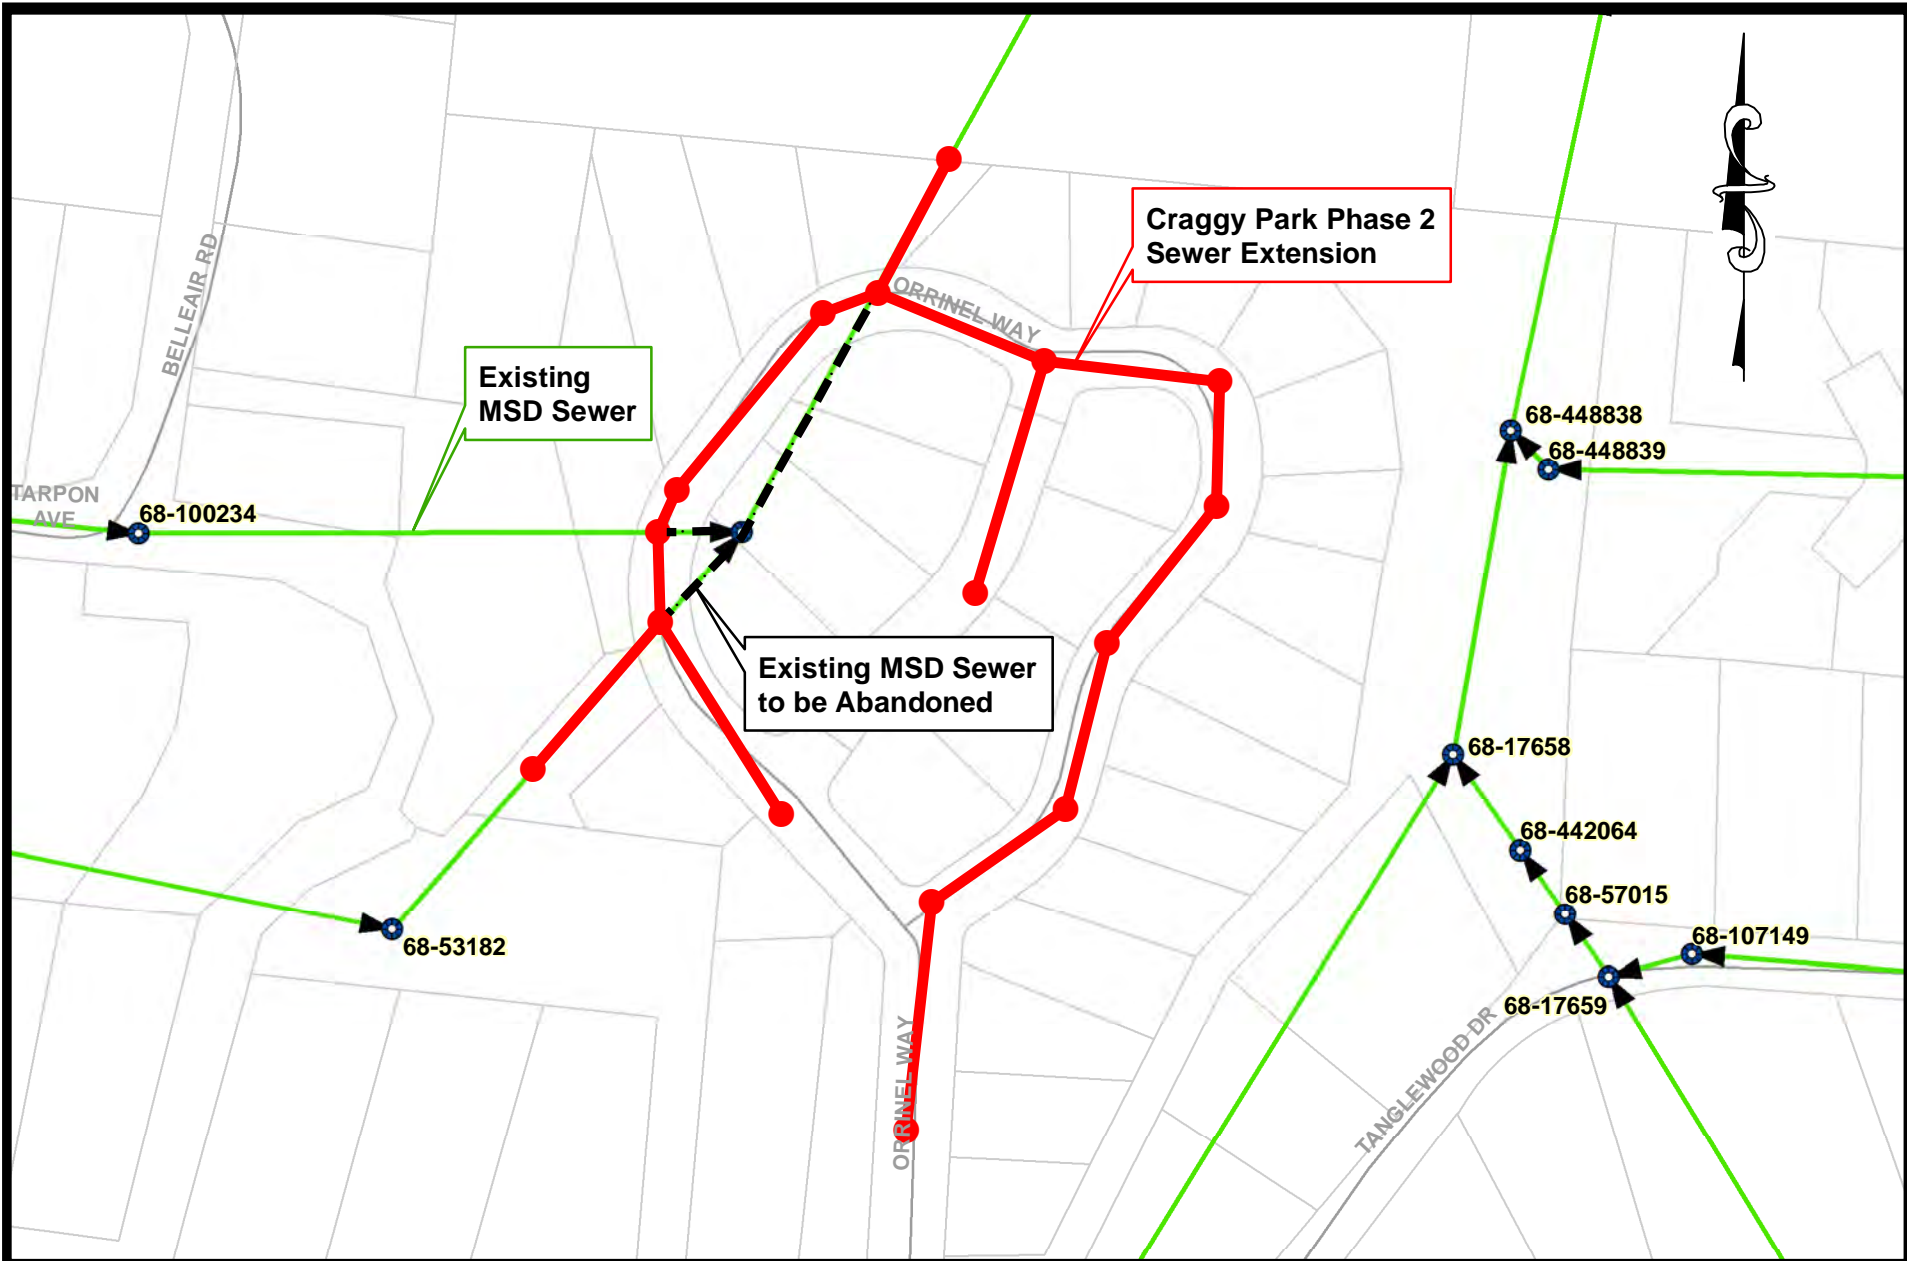 Craggy Park Phase 2
Sewer Extension
ORRINEL WAY
BELLEAIR RD
Existing
MSD Sewer
68-448838
68-448839
TARPON
AVE
68-100234
Existing MSD Sewer
to be Abandoned
68-17658
68-442064
68-57015
68-107149
68-53182
68-17659
ORRINEL WAY
TANGLEWOOD DR